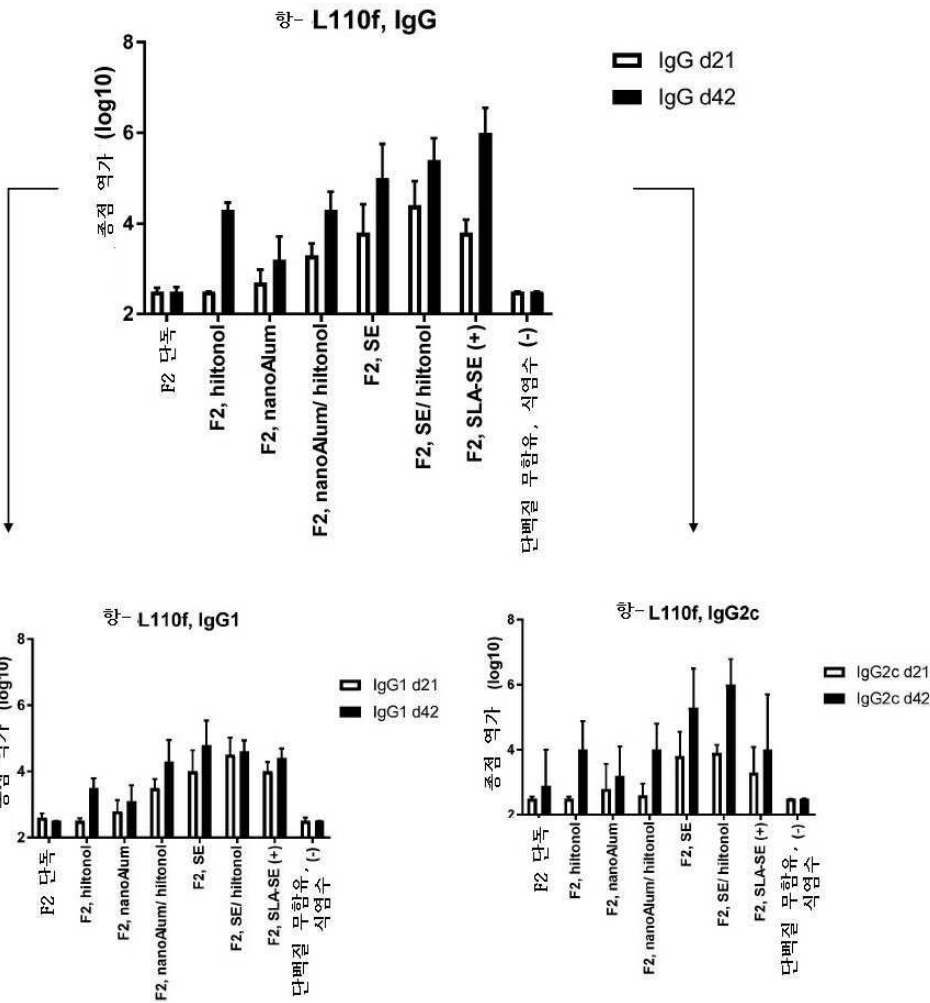 항- L110f, IgG
IgG d21
IgG d42
종점 역가 (log10)
8
6
4
2
F2 단독
F2, hiltonol
F2, nanoAlum
F2, nanoAlum/ hiltonol
F2, SE
F2, SE/ hiltonol
F2, SLA-SE (+)
단백질 무함유, 식염수 (-)
항- L110f, IgG1
IgG1 d21
IgG1 d42
종점 역가 (log10)
8
6
4
2
F2 단독
F2, hiltonol
F2, nanoAlum
F2, nanoAlum/ hiltonol
F2, SE
F2, SE/ hiltonol
F2, SLA-SE (+)
단백질 무함유, (-)
식염수
항- L110f, IgG2c
IgG2c d21
IgG2c d42
종점 역가 (log10)
8
6
4
2
F2 단독
F2, hiltonol
F2, nanoAlum
F2, nanoAlum/ hiltonol
F2, SE
F2, SE/ hiltonol
F2, SLA-SE (+)
단백질 무함유, (-)
식염수